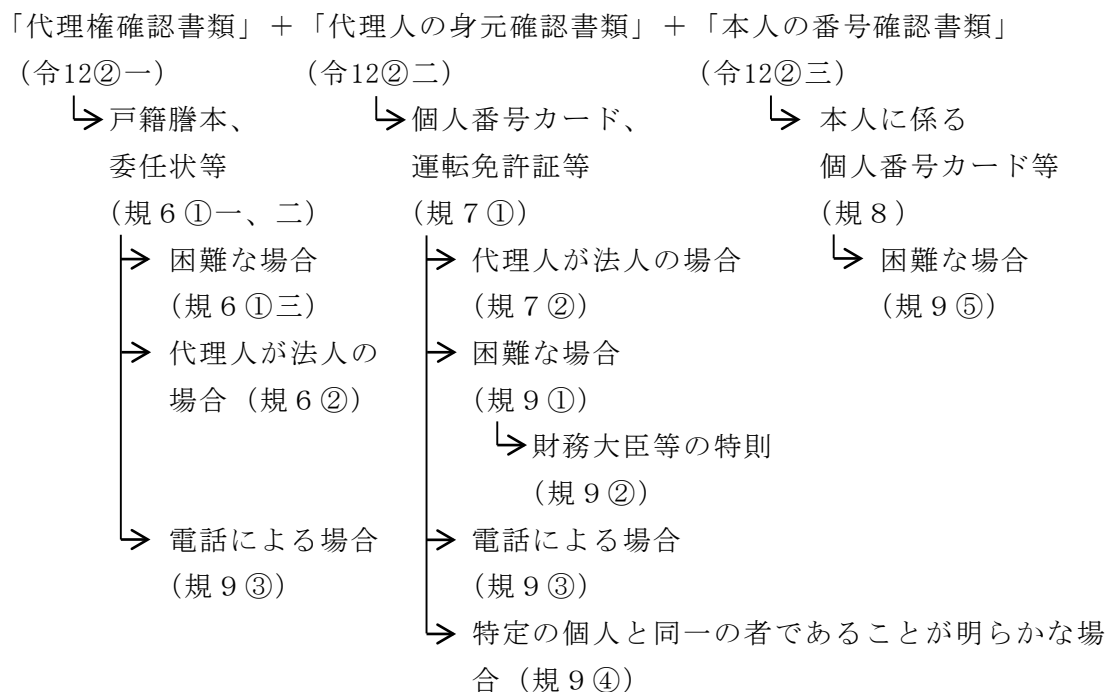 「代理権確認書類」＋「代理人の身元確認書類」＋「本人の番号確認書類」
（令12②一） （令12②二） （令12②三）
戸籍謄本、
委任状等
（規６①一、二）
困難な場合
（規６①三）
代理人が法人の
場合（規６②）
電話による場合
（規９③）
個人番号カード、
運転免許証等
（規７①）
代理人が法人の場合
（規７②）
困難な場合
（規９①）
財務大臣等の特則
（規９②）
電話による場合
（規９③）
特定の個人と同一の者であることが明らかな場
合（規９④）
本人に係る
個人番号カード等
（規８）
困難な場合
（規９⑤）